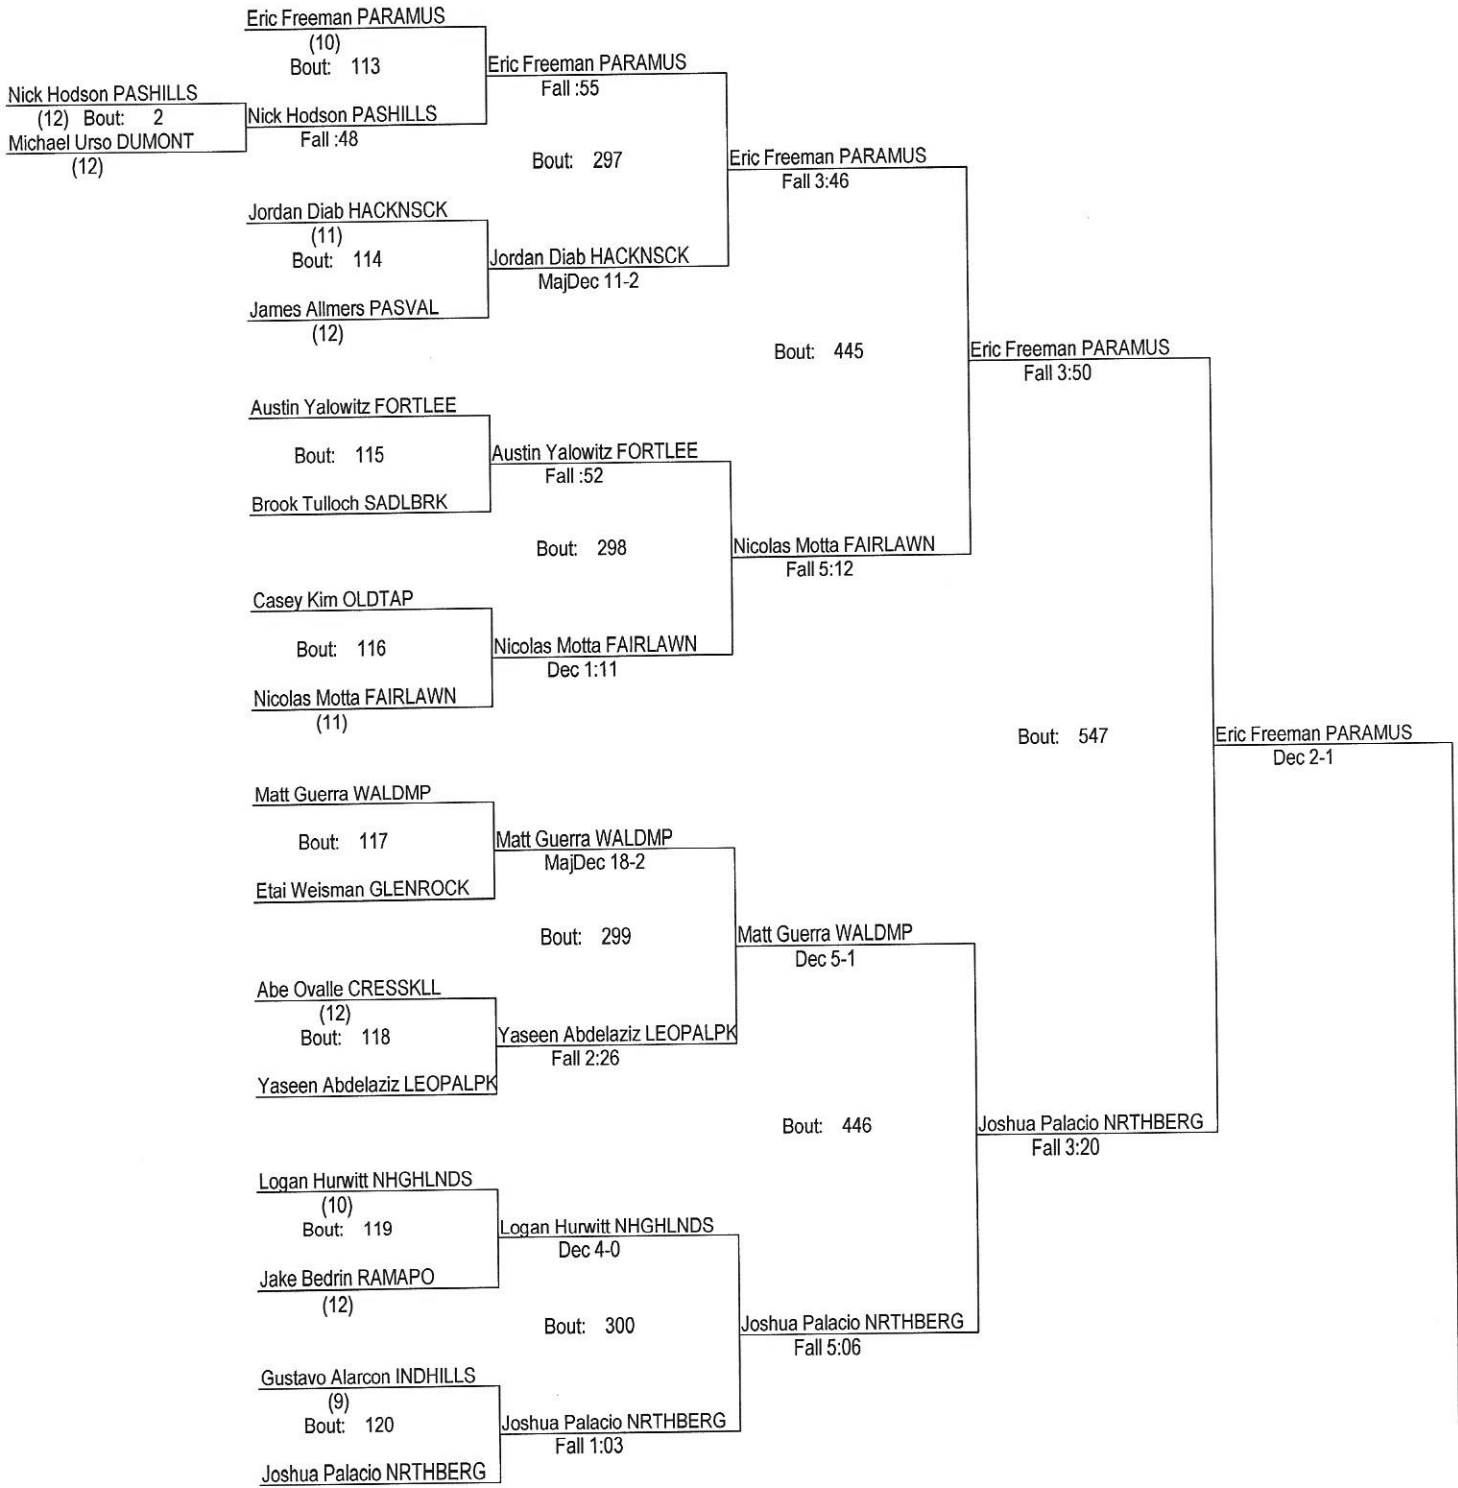 Eric Freeman PARAMUS
(10)
Bout: 113
Nick Hodson PASHILLS
(12) Bout: 2
Michael Urso DUMONT
(12)
Nick Hodson PASHILLS
Fall :48
Eric Freeman PARAMUS
Fall :55
Bout: 297
Jordan Diab HACKNSCK
(11)
Bout: 114
James Allmers PASVAL
(12)
Jordan Diab HACKNSCK
MajDec 11-2
Eric Freeman PARAMUS
Fall 3:46
Bout: 445
Austin Yalowitz FORTLEE
Bout: 115
Brook Tulloch SADLBRK
Austin Yalowitz FORTLEE
Fall :52
Bout: 298
Casey Kim OLDTAP
Bout: 116
Nicolas Motta FAIRLAWN
(11)
Nicolas Motta FAIRLAWN
Dec 1:11
Nicolas Motta FAIRLAWN
Fall 5:12
Eric Freeman PARAMUS
Fall 3:50
Bout: 547
Eric Freeman PARAMUS
Dec 2-1
Matt Guerra WALDMP
Bout: 117
Etai Weisman GLENROCK
Matt Guerra WALDMP
MajDec 18-2
Bout: 299
Abe Ovalle CRESSKLL
(12)
Bout: 118
Yaseen Abdelaziz LEOPALPK
Yaseen Abdelaziz LEOPALPK
Fall 2:26
Matt Guerra WALDMP
Dec 5-1
Bout: 446
Joshua Palacio NRTHBERG
Fall 3:20
Logan Hurwitt NHGHLNDS
(10)
Bout: 119
Jake Bedrin RAMAPO
(12)
Logan Hurwitt NHGHLNDS
Dec 4-0
Bout: 300
Gustavo Alarcon INDHILLS
(9)
Bout: 120
Joshua Palacio NRTHBERG
Joshua Palacio NRTHBERG
Fall 1:03
Joshua Palacio NRTHBERG
Fall 5:06